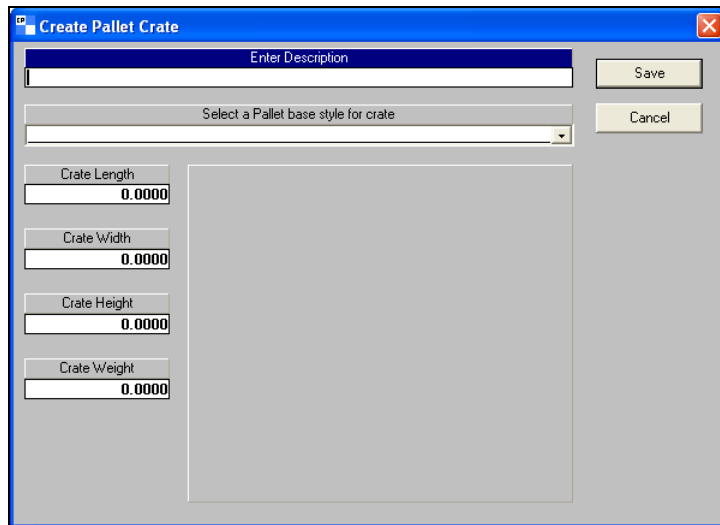 CP Create Pallet Crate
Enter Description
Save
Select a Pallet base style for crate
Cancel
Crate Length
0.0000
Crate Width
0.0000
Crate Height
0.0000
Crate Weight
0.0000